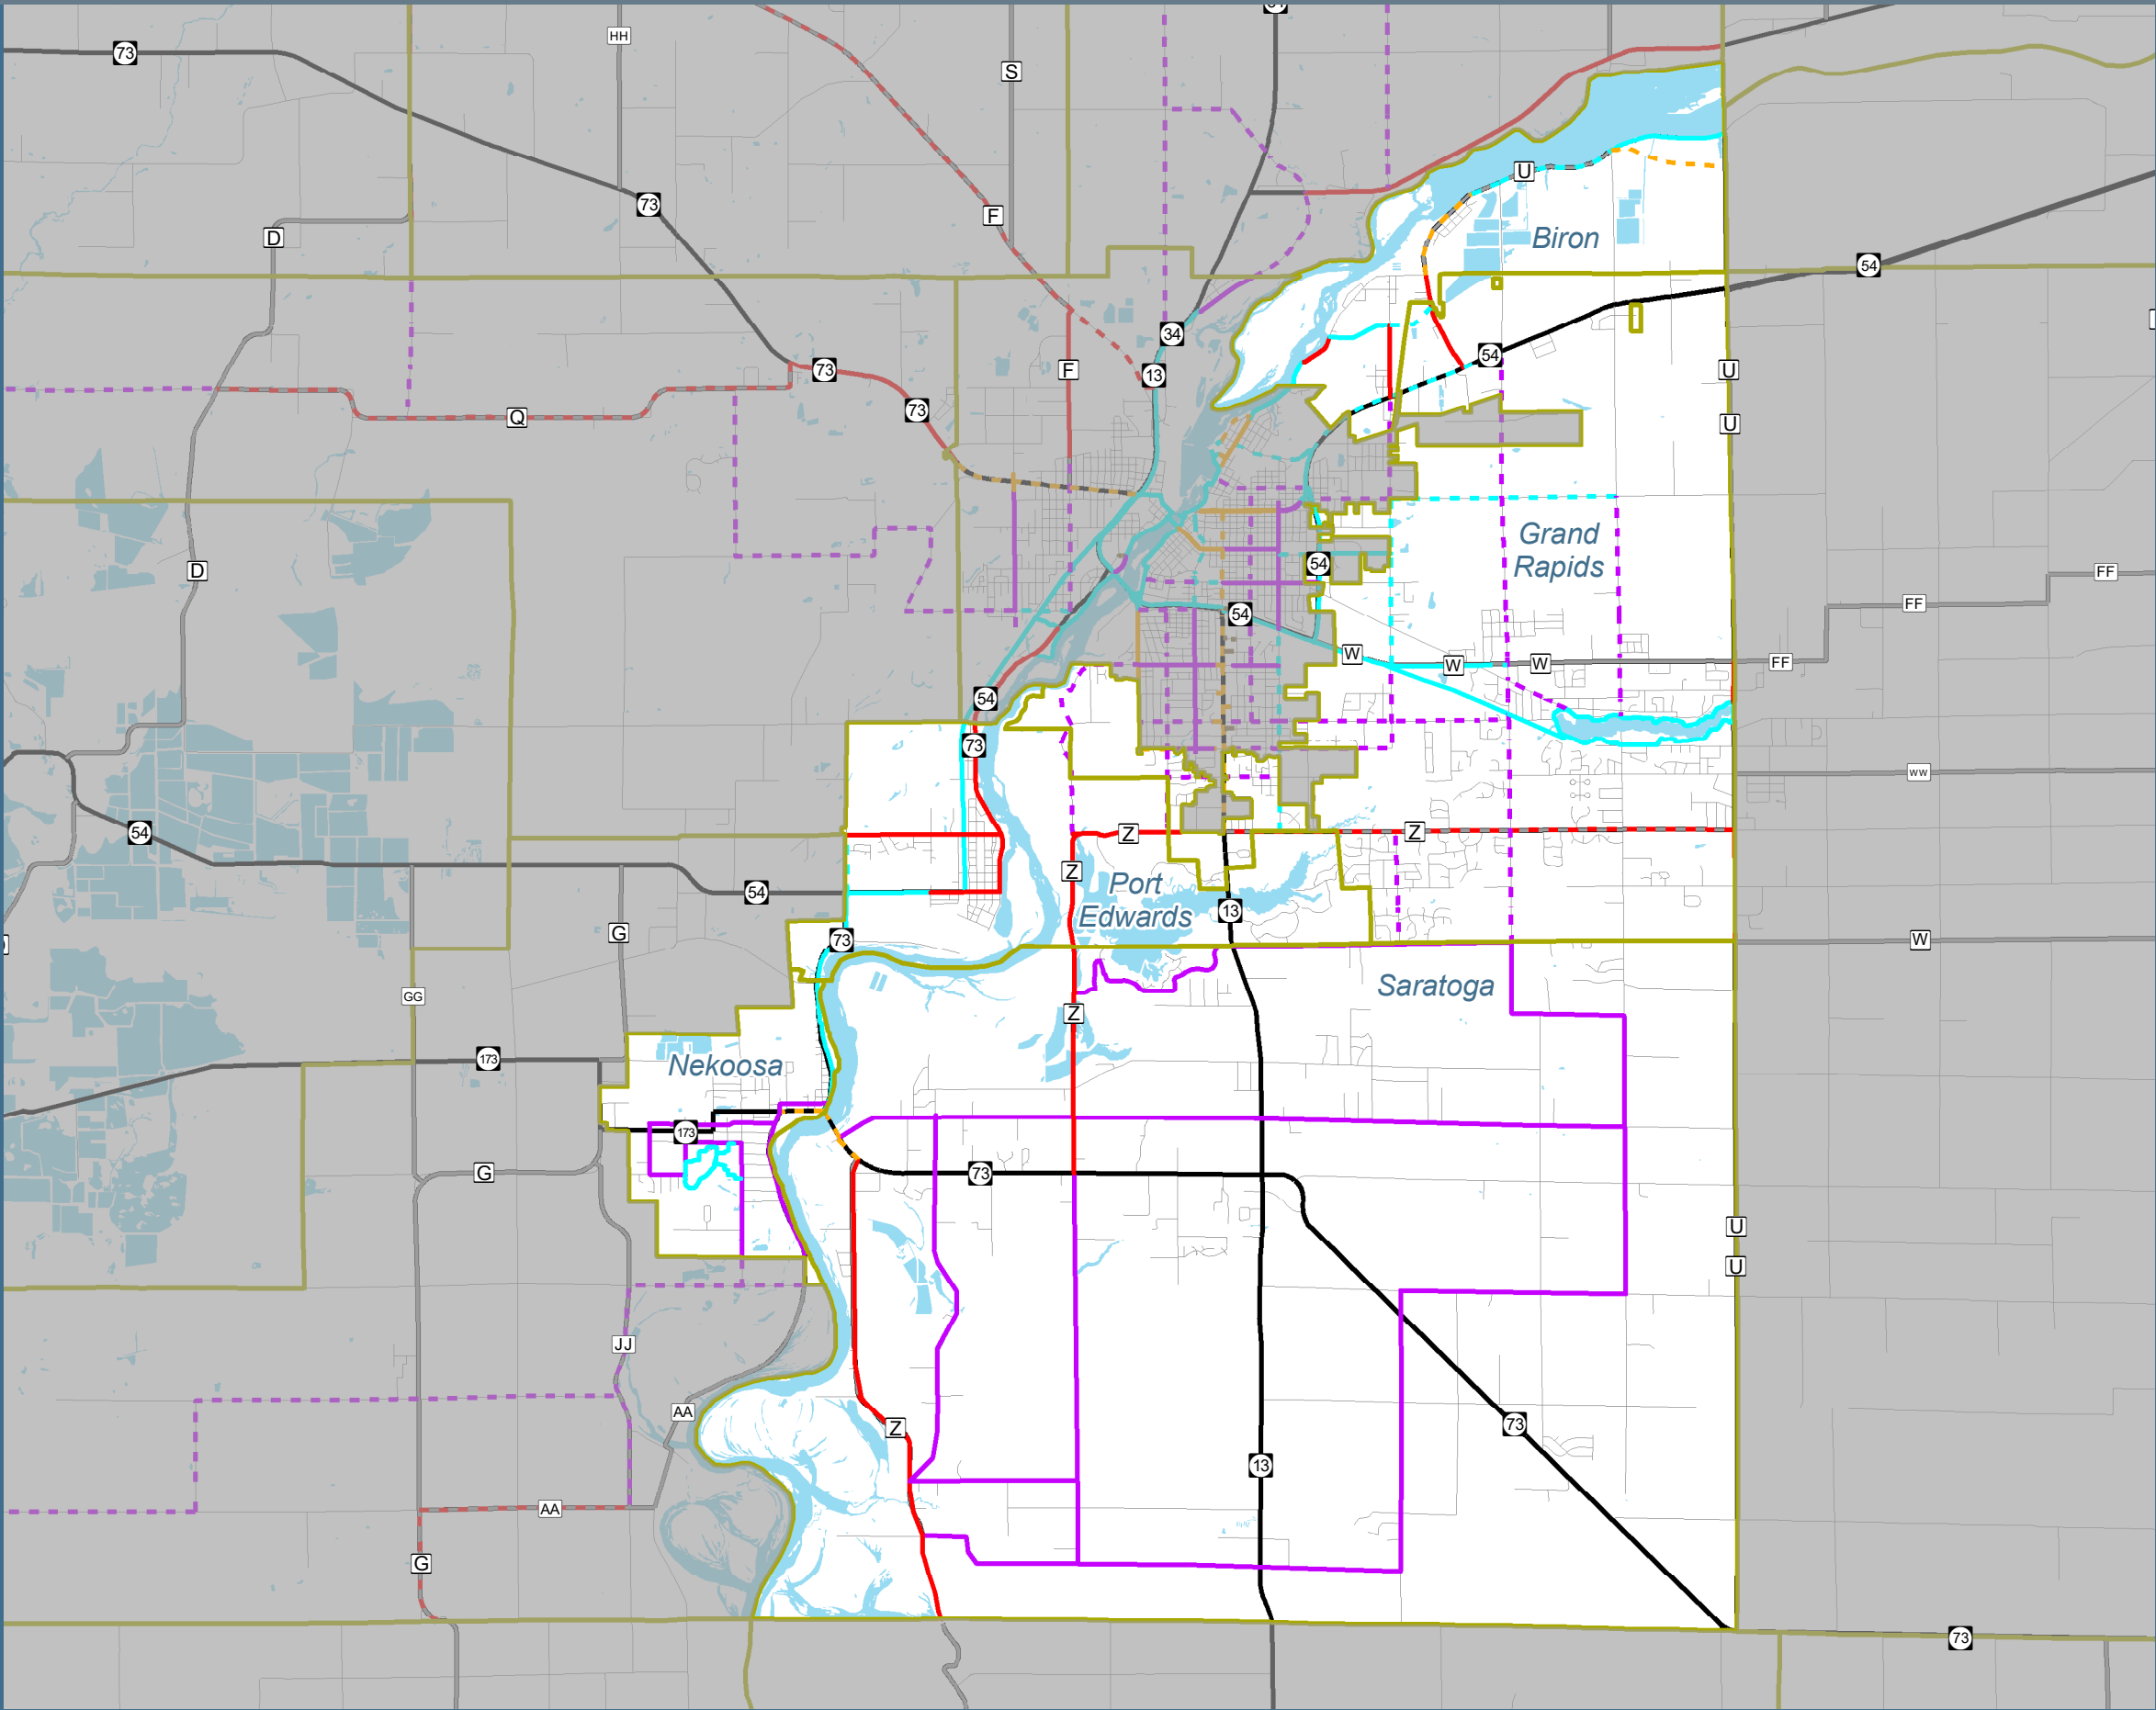 HH
73
S
U
73
F
D
Biron
54
34
54
73
13
F
U
73
Q
U
Grand
Rapids
54
D
FF
FF
54
W
W
W
FF
54
73
WW
54
Z
Z
Z
Port
Edwards
54
13
G
73
W
Saratoga
GG
Z
173
Nekoosa
173
G
73
U
U
JJ
AA
73
Z
13
AA
G
73